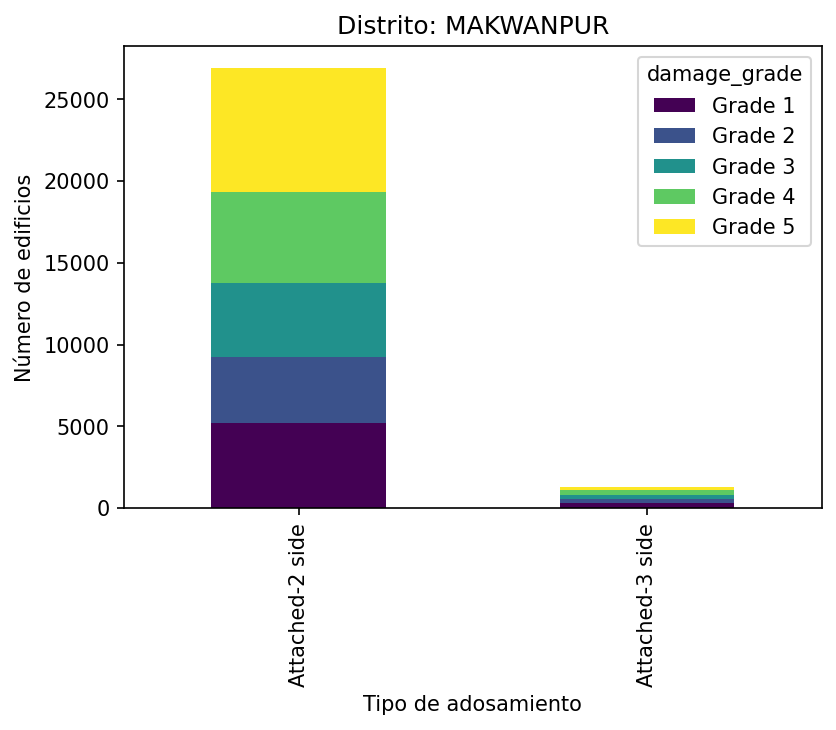 Distrito: MAKWANPUR
damage_grade
Grade 1
Grade 2
Grade 3
Grade 4
Grade 5
Número de edificios
25000
20000
15000
10000
5000
0
Attached-2 side
Attached-3 side
Tipo de adosamiento